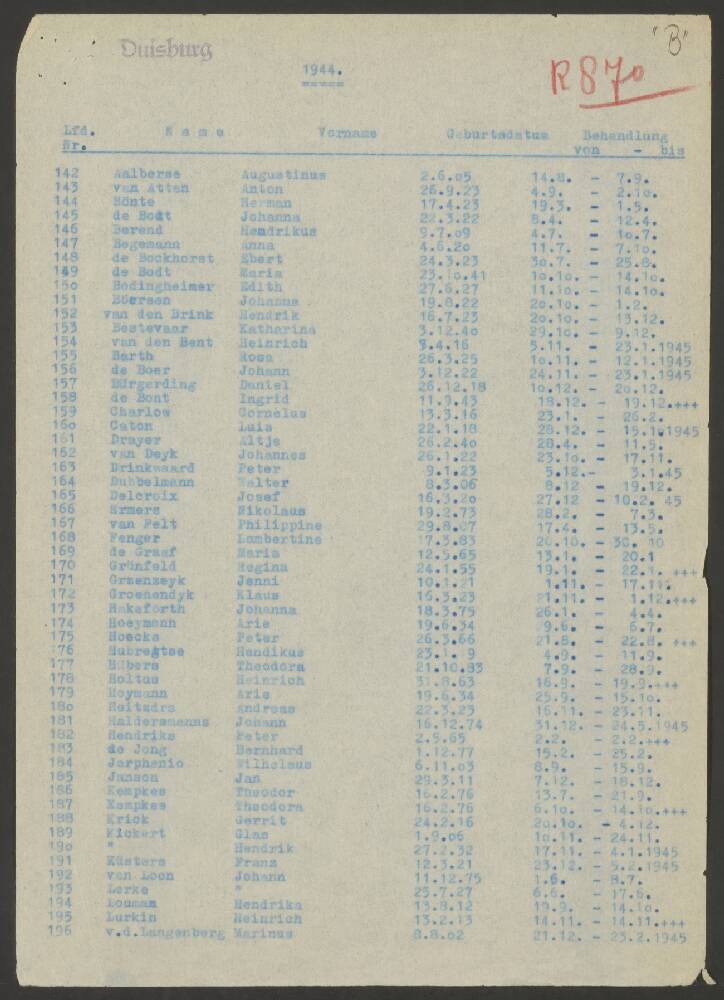 "B"
Duisburg
1944.
R870
Lfd. Name Vorname Geburtsdatum Behandlung
Nr. von - bis
142 Aalberse Augustinus 2.6.05 14.8. - 7.9.
143 van Atten Anton 26.9.23 4.9. - 2.10.
144 Bönte Herman 17.4.23 19.3. - 1.5.
145 de Bodt Johanna 22.3.22 8.4. - 12.4.
146 Berend Hendrikus 9.7.09 4.7. - 10.7.
147 Begemann Anna 4.6.20 11.7. - 7.10.
148 de Bockhorst Ebert 24.3.23 30.7. - 25.8.
149 de Bodt Maria 23.10.41 10.10. - 14.10.
150 Bödingheimer Edith 27.6.27 11.10. - 14.10.
151 Johanna 19.8.22 20.10. - 1.2.
152 van den Brink Hendrik 16.7.23 20.10. - 13.12.
153 Bestevaar Katharina 3.12.40 29.10. - 9.12.
154 van den Bent Heinrich 9.4.16 5.11. - 23.1.1945
155 Barth Rosa 26.3.25 10.11. - 12.1.1945
156 de Boer Johann 3.12.22 24.11. - 23.1.1945
157 Bürgerding Daniel 26.12.18 10.12. - 20.12.
158 de Bont Ingrid 11.9.43 18.12. - 19.12.+++
159 Charlos Cornelus 13.3.16 23.1. - 26.2.
160 Caton Luis 22.1.18 28.12. - 15.1.1945
161 Drayer Altje 26.2.40 28.4. - 11.5.
162 van Deyk Johannes 26.1.22 23.10. - 17.11.
163 Drinkwaard Peter 9.1.23 5.12.- 3.1.45
164 Dubbelmann Walter 8.3.06 8.12 - 19.12.
165 Delcroix Josef 16.3.20 27.12 - 10.2. 45
166 Ermers Nikolaus 19.2.73 28.2. - 7.3.
167 van Felt Philippine 29.8.07 17.4. - 13.5.
168 Fenger Lambertine 17.3.83 20.10. - 30. 10
169 de Graaf Maria 12.5.65 13.1. - 20.1
170 Grünfeld Regina 24.1.55 19.1. - 22.1. +++
171 Graenzeyk Jenni 10.1.21 1.11. - 17.11.
172 Groenendyk Klaus 16.3.23 21.11. - 1.12.+++
173 Hakeforth Johanna 18.3.75 26.1. - 4.4.
174 Hoeymann Arie 19.6.34 9.6. - 6.7.
175 Hoecke Peter 26.3.66 21.8. - 22.8. +++
176 Hubregtse Hendikus 23.1. 9 4.9. - 11.9.
177 Hübers Theodora 21.10.83 7.9. - 28.9.
178 Holtus Heinrich 31.8.63 16.9. - 19.9.+++
179 Hoymann Arie 19.6.34 25.9. - 15.10.
180 Heitzdra Andreas 22.3.25 16.11. - 23.11.
181 Haldersmanns Johann 16.12.74 31.12. - 24.5.1945
182 Hendriks Peter 2.5.65 2.2. - 2.2.+++
183 de Jong Bernhard 1.12.77 15.2. - 25.2.
184 Jorphenio Wilhelmus 6.11.03 8.9. - 15.9.
185 Janson Jan 29.3.11 7.12. - 18.12.
186 Kempkes Theodor 16.2.76 13.7. - 21.9.
187 Kempkes Theodora 16.2.76 6.10. - 14.10.+++
188 Krick Gerrit 24.2.16 20.10. - 4.12.
189 Kickert Glas 1.9.06 10.11. - 24.11.
190 " Hendrik 27.2.32 17.11. - 4.1.1945
191 Küsters Franz 12.3.21 23.12. - 5.2.1945
192 van Loon Johann 11.12.75 1.6. - 8.7.
193 Lerke " 25.7.27 6.6. - 17.6.
194 Louman Hendrika 13.8.12 19.9. - 14.10.
195 Lurkin Heinrich 13.2.13 14.11. - 14.11.+++
196 v.d.Langenberg Marinus 8.8.02 21.12. - 23.2.1945